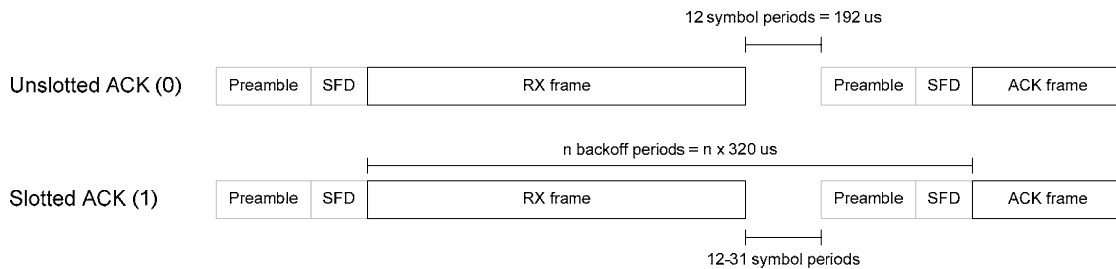 12 symbol periods = 192 us
Unslotted ACK (0) Preamble SFD RX frame Preamble SFD ACK frame
n backoff periods = n x 320 us
Slotted ACK (1) Preamble SFD RX frame Preamble SFD ACK frame
12-31 symbol periods